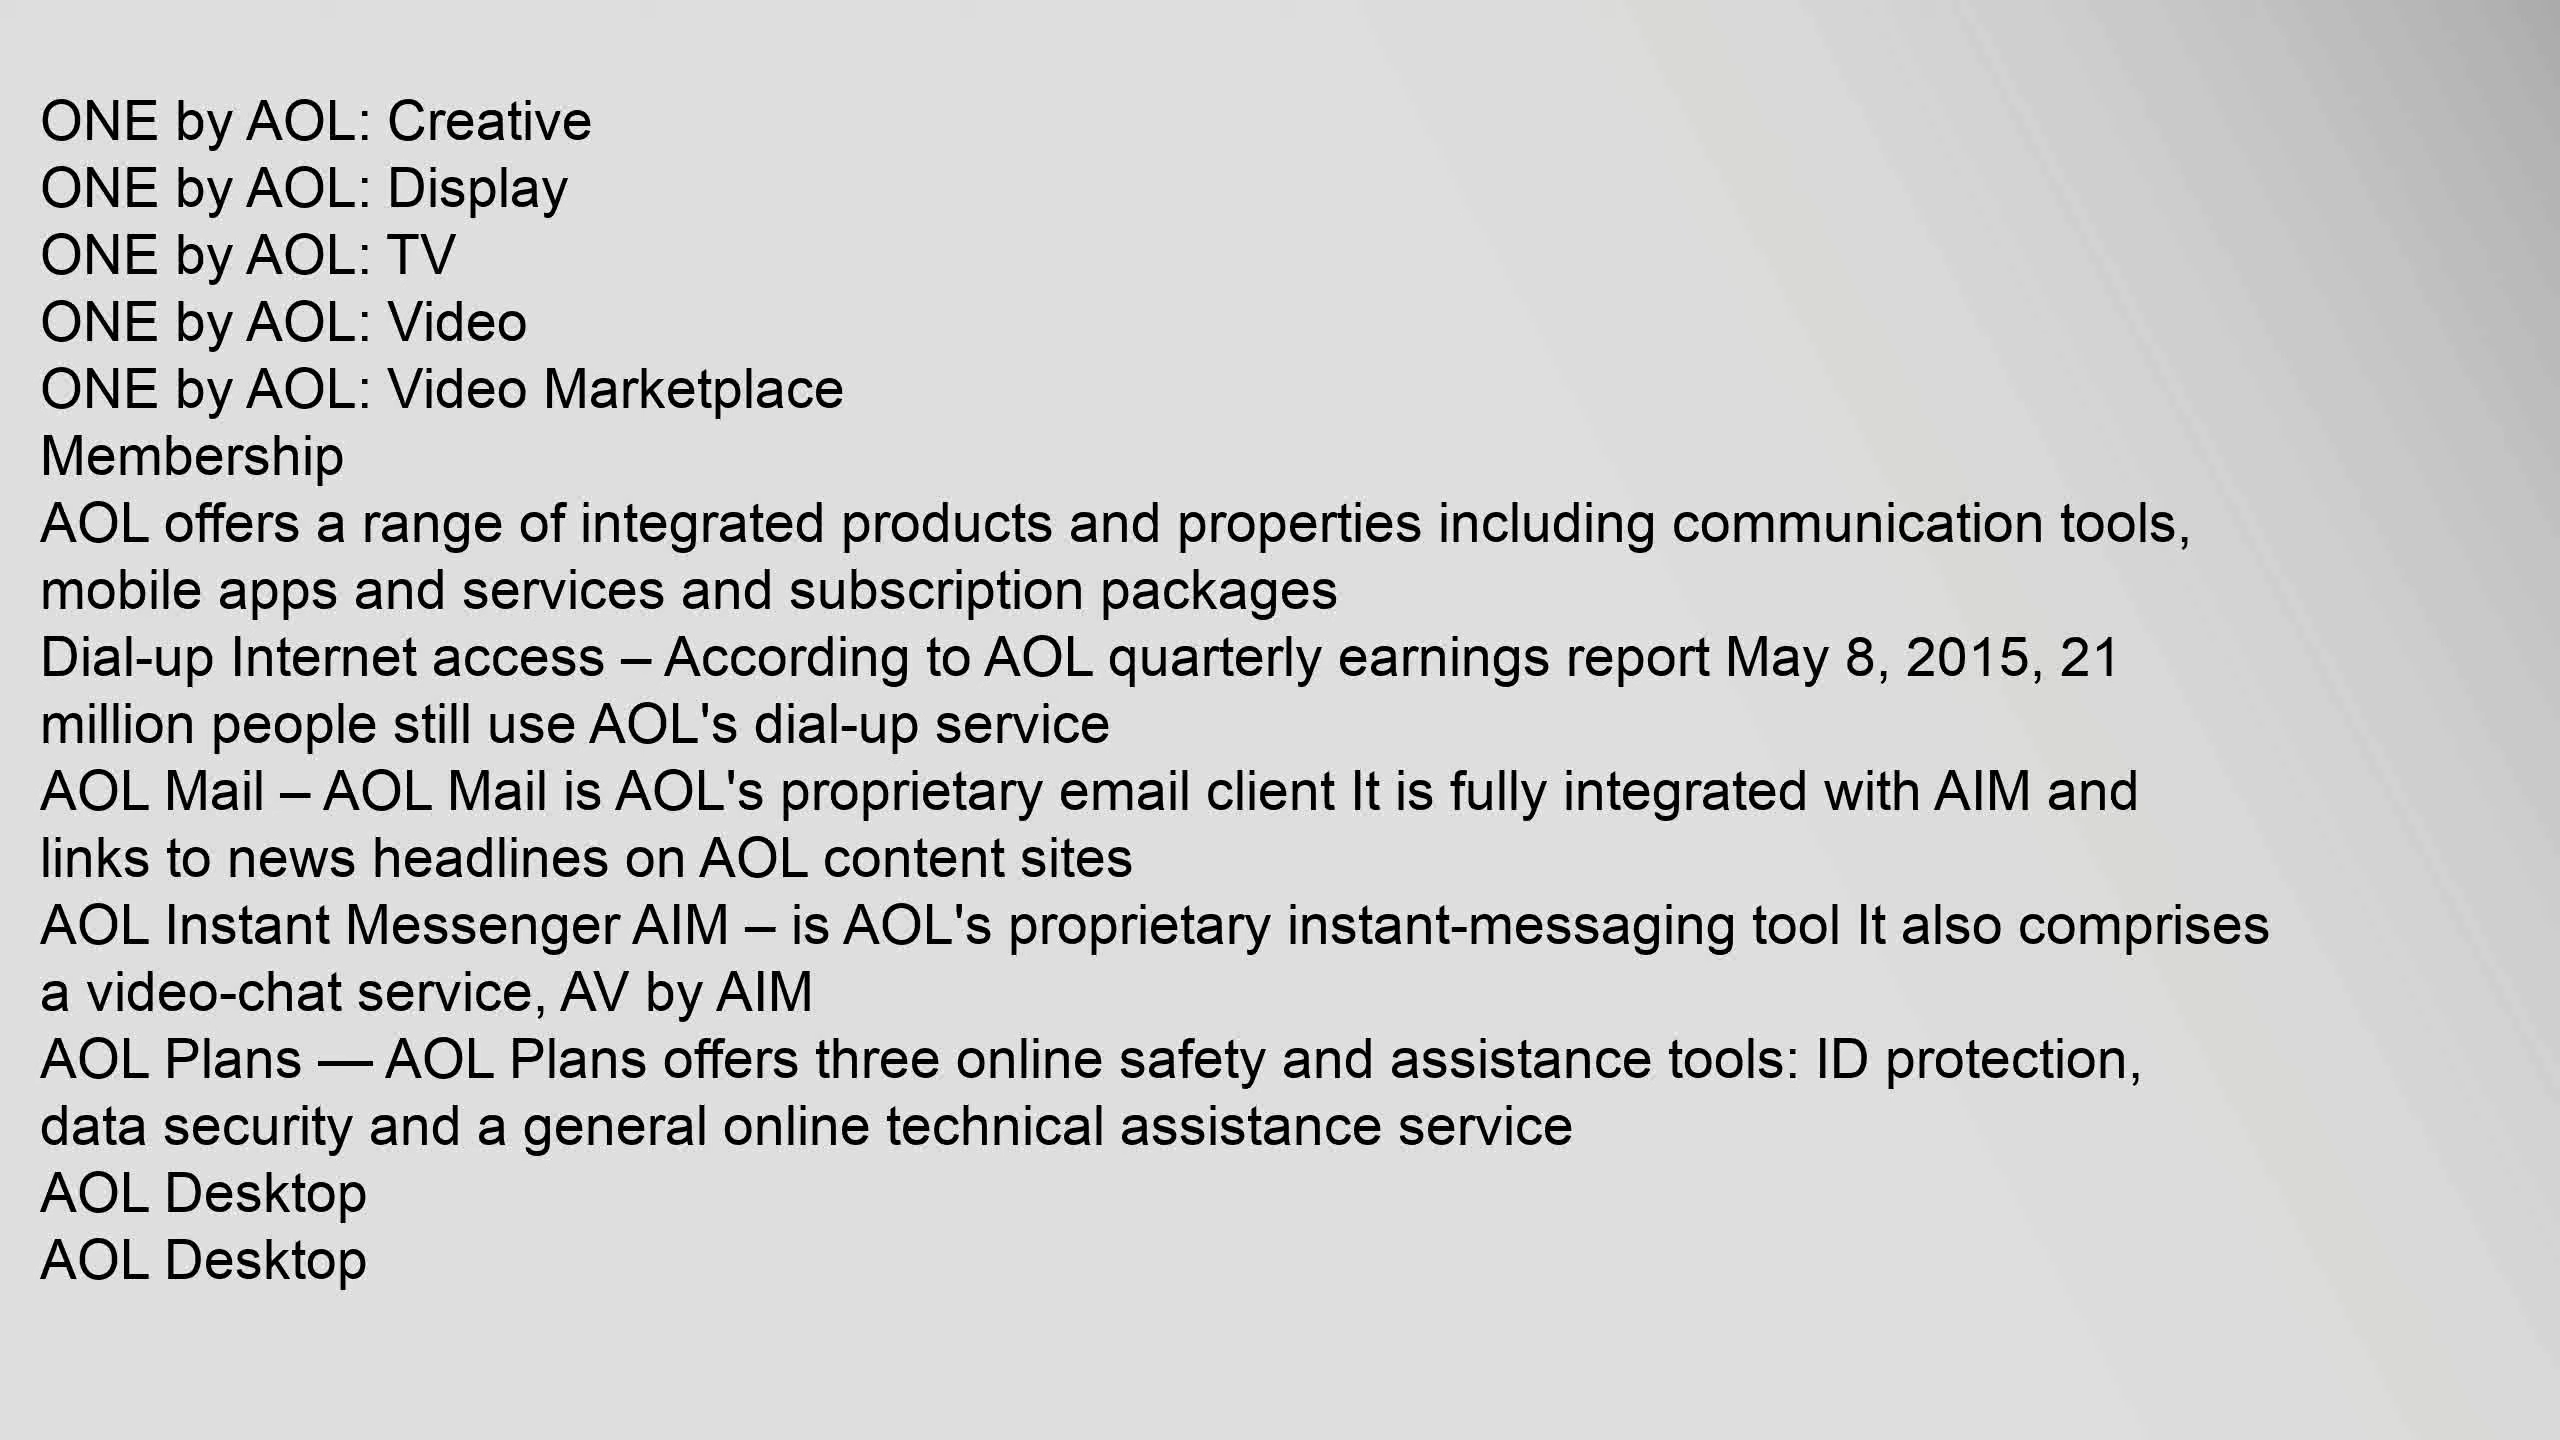 ONE by AOL: Creative
ONE by AOL: Display
ONE by AOL: TV
ONE by AOL: Video
ONE by AOL: Video Marketplace
Membership
AOL offers a range of integrated products and properties including communication tools,
mobile apps and services and subscription packages
Dial-up Internet access – According to AOL quarterly earnings report May 8, 2015, 21
million people still use AOL's dial-up service
AOL Mail – AOL Mail is AOL's proprietary email client It is fully integrated with AIM and
links to news headlines on AOL content sites
AOL Instant Messenger AIM – is AOL's proprietary instant-messaging tool It also comprises
a video-chat service, AV by AIM
AOL Plans — AOL Plans offers three online safety and assistance tools: ID protection,
data security and a general online technical assistance service
AOL Desktop
AOL Desktop